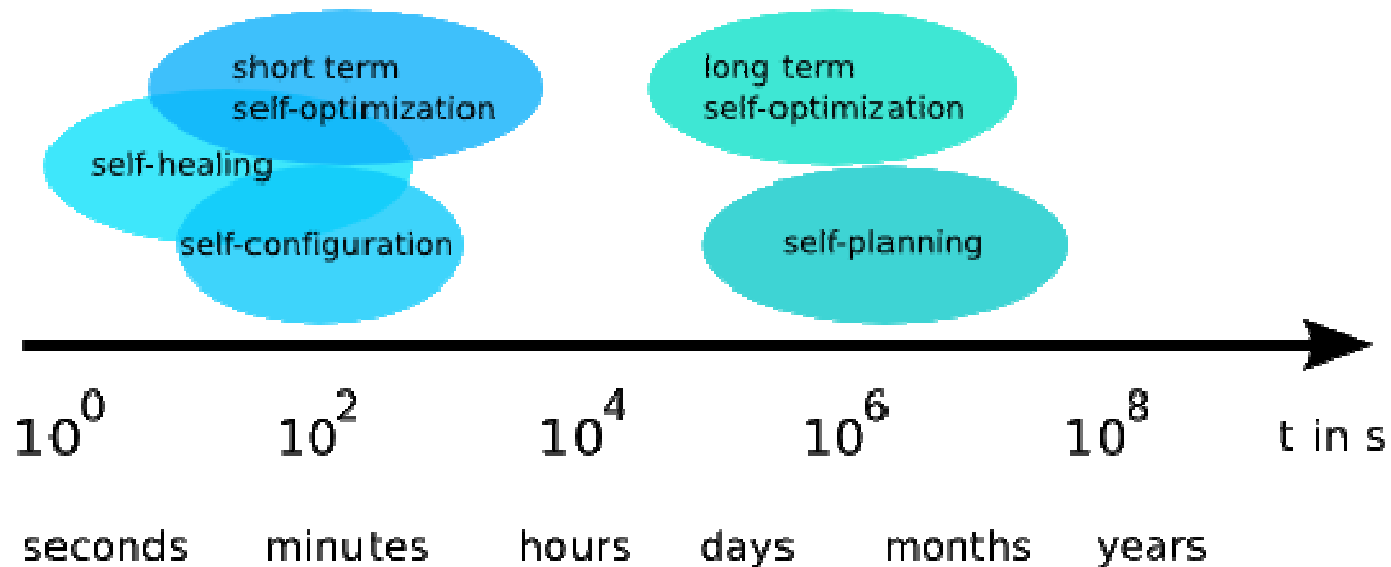 short term
self-optimization
long term
self-optimization
self-healing
self-configuration
self-planning
10^0 10^2 10^4 10^6 10^8 t in s
seconds minutes hours days months years